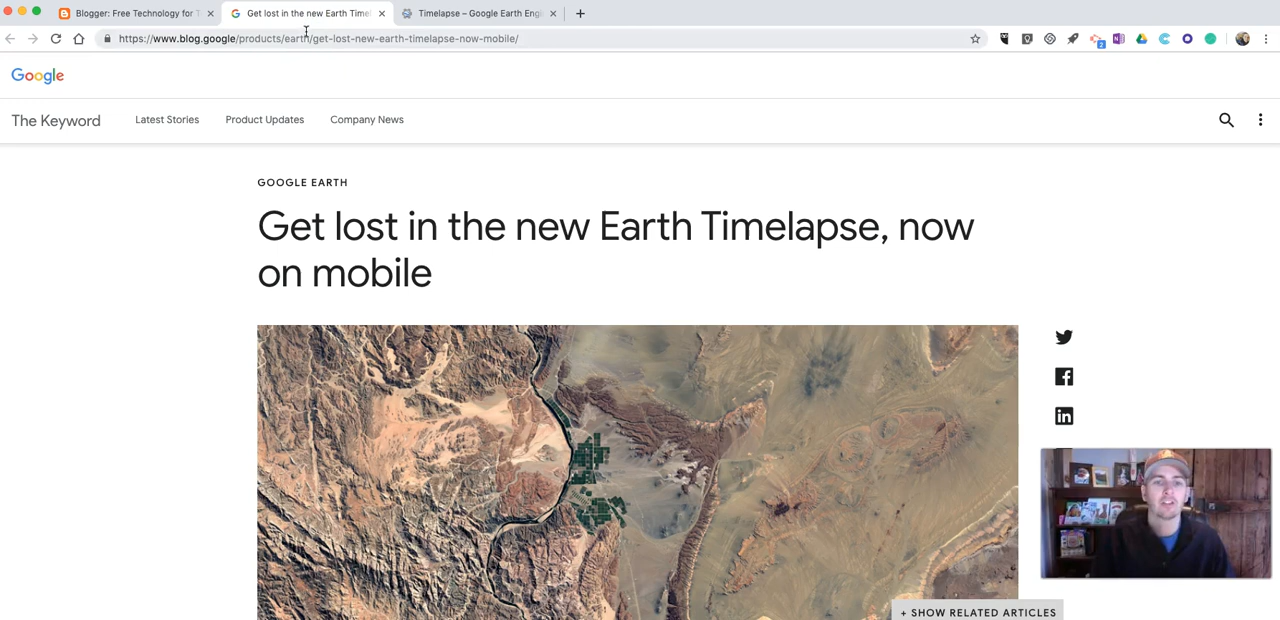 Blogger: Free Technology for T
Get lost in the new Earth Timel
Timelapse – Google Earth Engi
https://www.blog.google/products/earth/get-lost-new-earth-timelapse-now-mobile/
2
Google
The Keyword
Latest Stories
Product Updates
Company News
GOOGLE EARTH
Get lost in the new Earth Timelapse, now
on mobile
+ SHOW RELATED ARTICLES